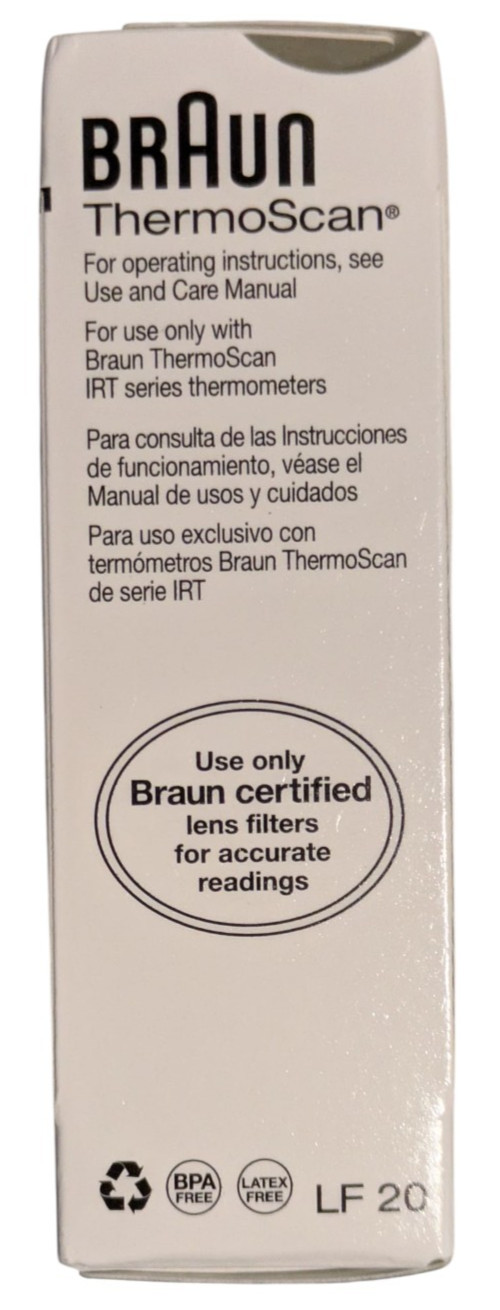 BRAUN
ThermoScan®
For operating instructions, see
Use and Care Manual
For use only with
Braun ThermoScan
IRT series thermometers
Para consulta de las Instrucciones
de funcionamiento, véase el
Manual de usos y cuidados
Para uso exclusivo con
termómetros Braun ThermoScan
de serie IRT
Use only
Braun certified
lens filters
for accurate
readings
BPA
FREE
LATEX
FREE
LF 20